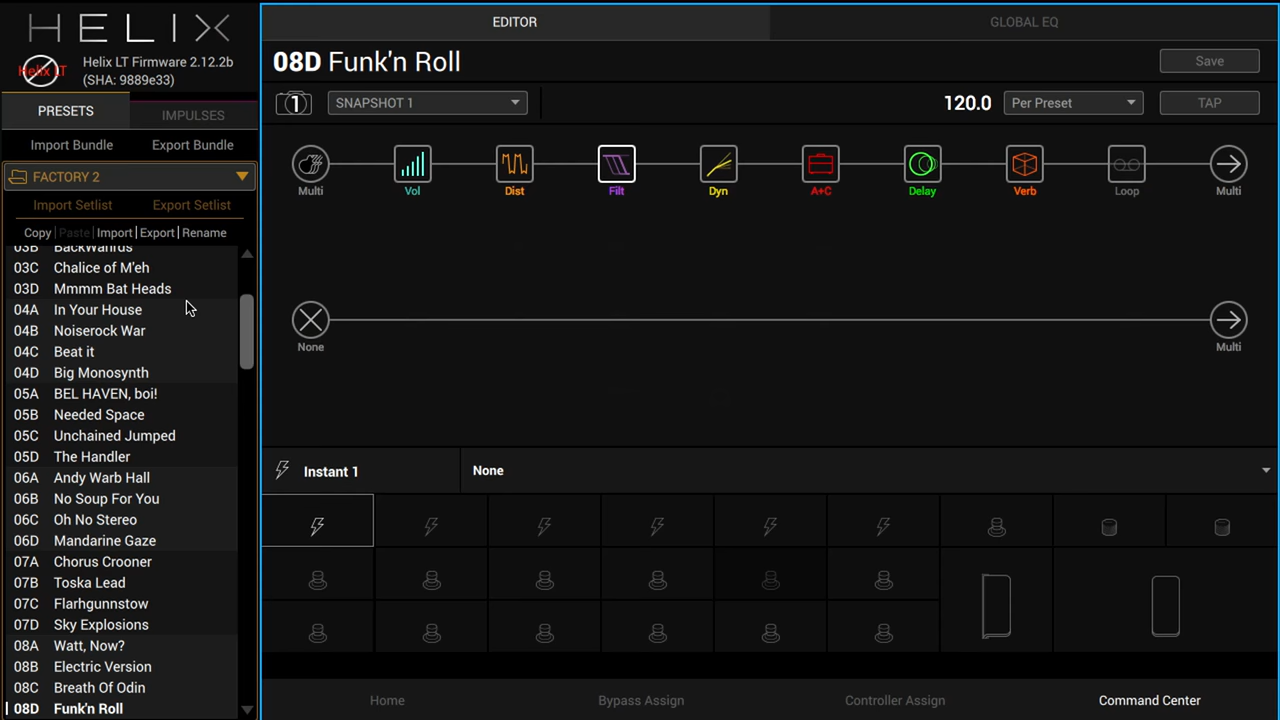 HELIX
Helix LT
Helix LT Firmware 2.12.2b
(SHA: 9889e33)
PRESETS
IMPULSES
Import Bundle
Export Bundle
FACTORY 2
Import Setlist
Export Setlist
Copy | Paste | Import | Export | Rename
03B BackWahrds
03C Chalice of M'eh
03D Mmmm Bat Heads
04A In Your House
04B Noiserock War
04C Beat it
04D Big Monosynth
05A BEL HAVEN, boi!
05B Needed Space
05C Unchained Jumped
05D The Handler
06A Andy Warb Hall
06B No Soup For You
06C Oh No Stereo
06D Mandarine Gaze
07A Chorus Crooner
07B Toska Lead
07C Flarhgunnstow
07D Sky Explosions
08A Watt, Now?
08B Electric Version
08C Breath Of Odin
08D Funk'n Roll
EDITOR
GLOBAL EQ
08D Funk'n Roll
Save
1
SNAPSHOT 1
120.0
Per Preset
TAP
Multi
Vol
Dist
Filt
Dyn
A+C
Delay
Verb
Loop
Multi
None
Multi
Instant 1
None
Home
Bypass Assign
Controller Assign
Command Center